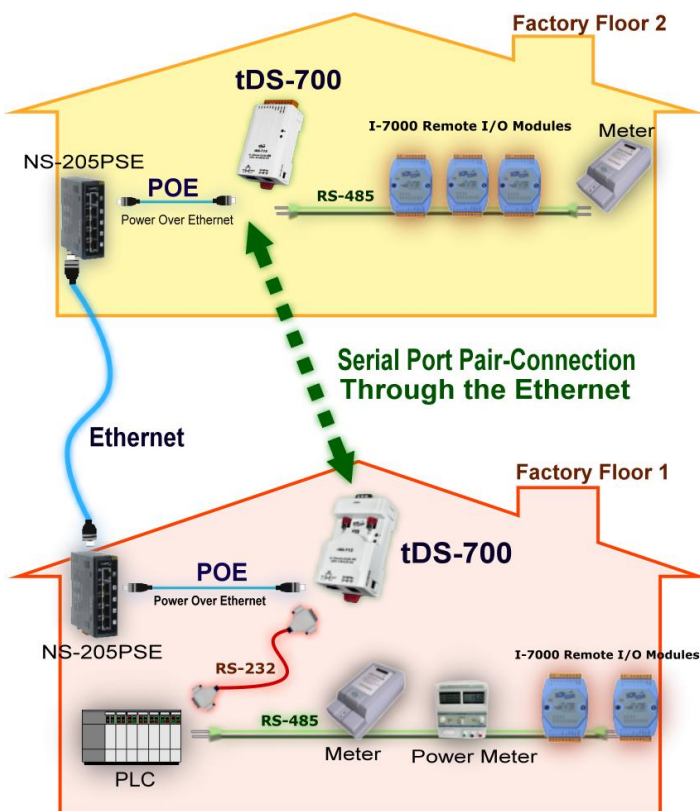 Factory Floor 2
tDS-700
I-7000 Remote I/O Modules
Meter
NS-205PSE
POE
Power Over Ethernet
RS-485
Serial Port Pair-Connection
Through the Ethernet
Ethernet
Factory Floor 1
tDS-700
POE
Power Over Ethernet
NS-205PSE
RS-232
I-7000 Remote I/O Modules
RS-485
Meter
Power Meter
PLC